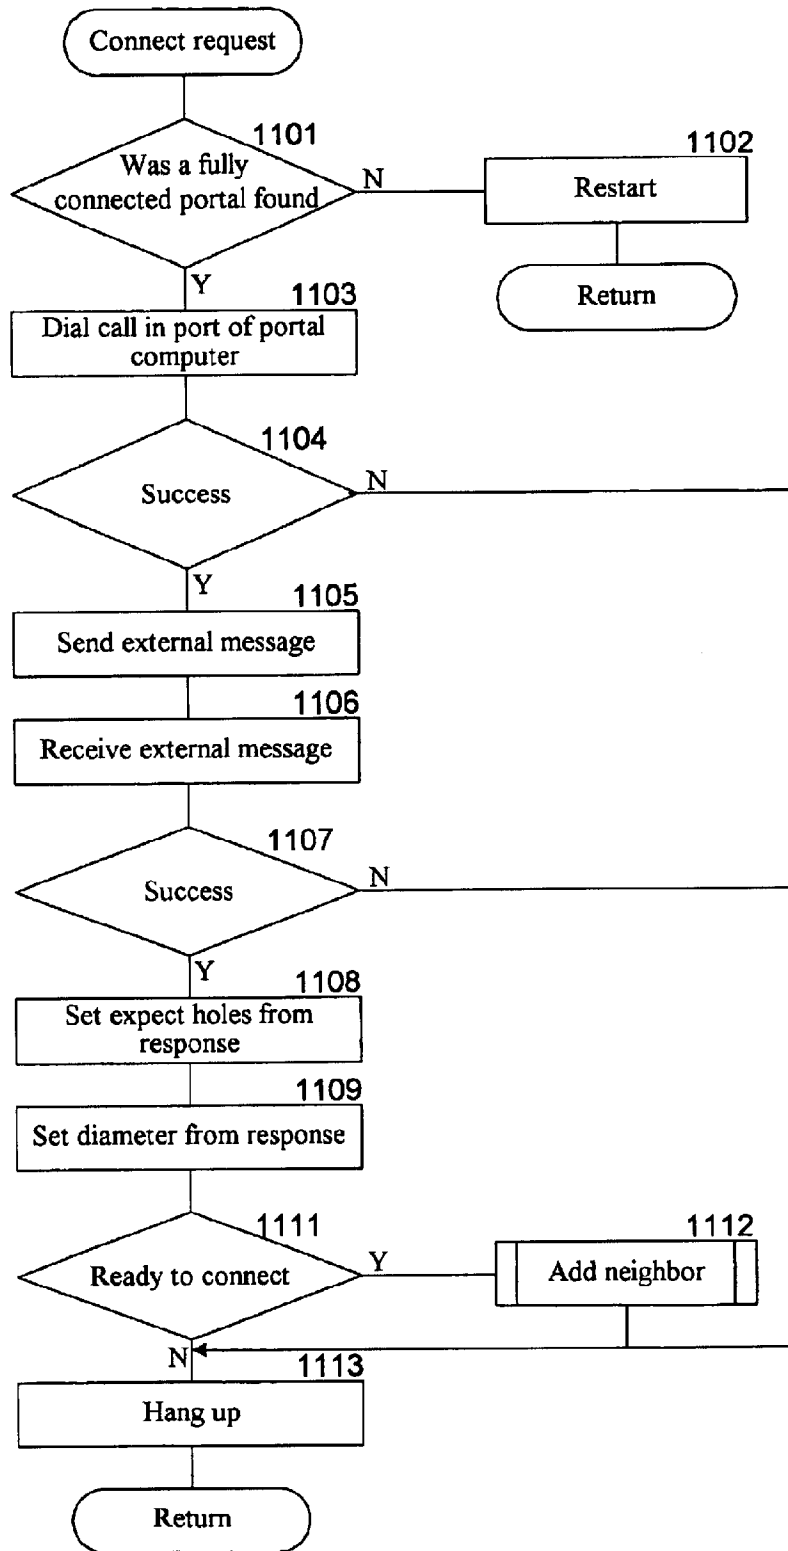 Connect request
1101
Was a fully
connected portal found
N
1102
Restart
Return
Y
1103
Dial call in port of portal
computer
1104
Success
N
Y
1105
Send external message
1106
Receive external message
1107
Success
N
Y
1108
Set expect holes from
response
1109
Set diameter from response
1111
Ready to connect
Y
1112
Add neighbor
N
1113
Hang up
Return